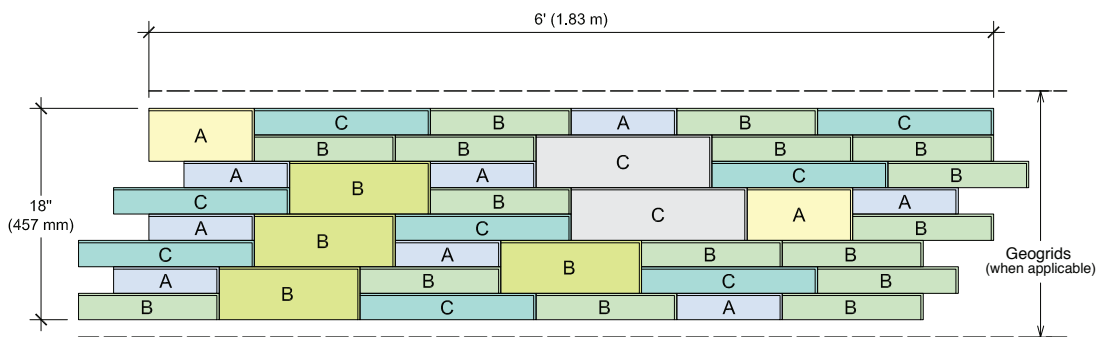 6' (1.83 m)
A C B A B C
B B C B B
A B A C B
18"
(457 mm)
C B C A A
A B C B
C A B B B
Geogrids
(when applicable)
A B B C B
B C B A B